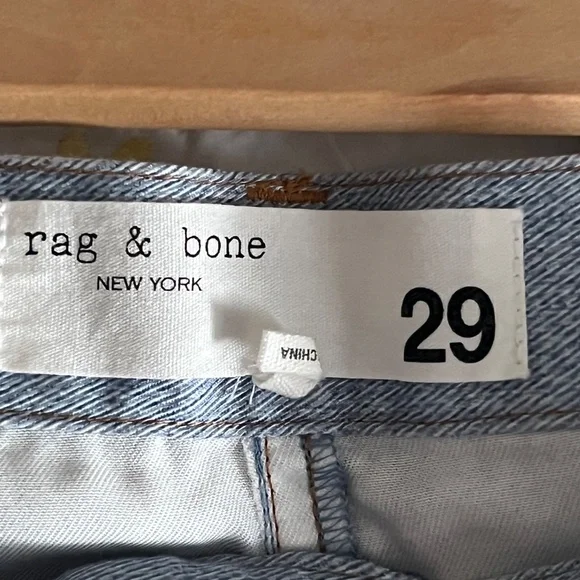 rag & bone
NEW YORK
29
CHINA